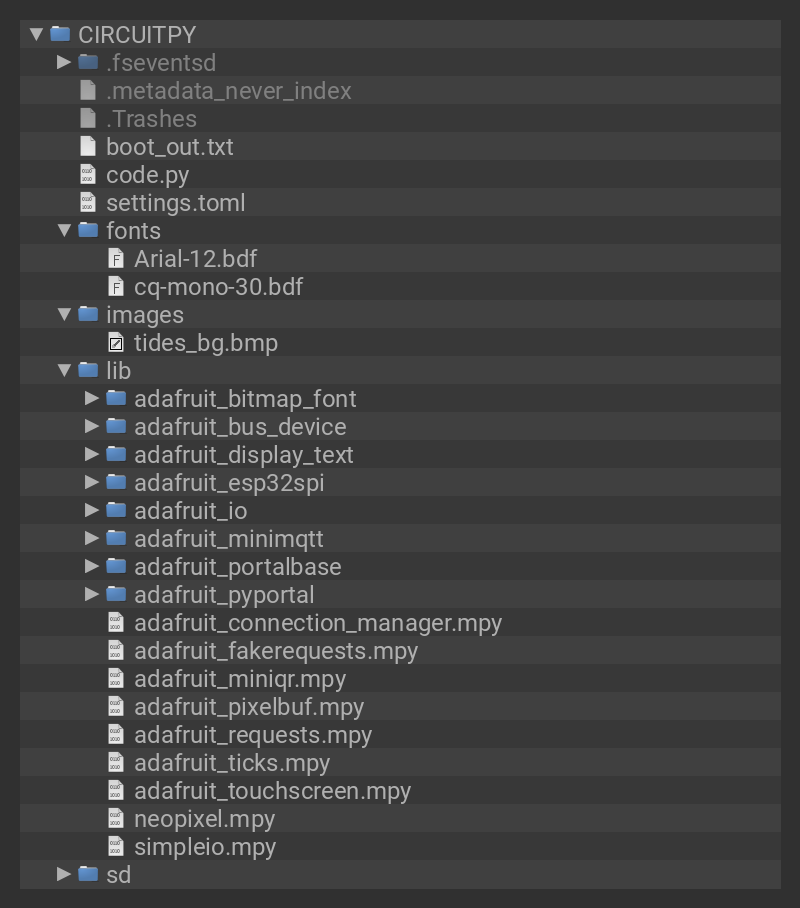 CIRCUITPY
.fseventsd
.metadata_never_index
.Trashes
boot_out.txt
code.py
settings.toml
fonts
Arial-12.bdf
cq-mono-30.bdf
images
tides_bg.bmp
lib
adafruit_bitmap_font
adafruit_bus_device
adafruit_display_text
adafruit_esp32spi
adafruit_io
adafruit_minimqtt
adafruit_portalbase
adafruit_pyportal
adafruit_connection_manager.mpy
adafruit_fakerequests.mpy
adafruit_miniqr.mpy
adafruit_pixelbuf.mpy
adafruit_requests.mpy
adafruit_ticks.mpy
adafruit_touchscreen.mpy
neopixel.mpy
simpleio.mpy
sd